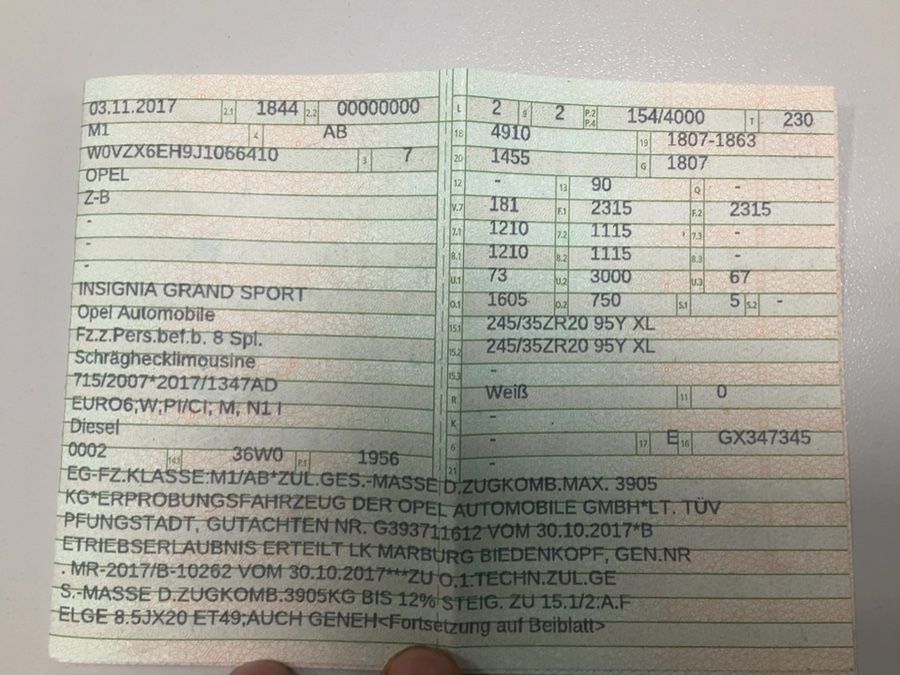 03.11.2017 2.1 1844 2.2 00000000
M1 4 AB
W0VZX6EH9J1066410 3 7
OPEL
Z-B
-
-
-
INSIGNIA GRAND SPORT
Opel Automobile
Fz.z.Pers.bef.b. 8 Spl.
Schräghecklimousine
715/2007*2017/1347AD
EURO6;W;PI/CI, M, N1 I
Diesel
0002 14.1 36W0 P.1 1956
L 2 9 2 P.2 P.4 154/4000 T 230
18 4910 19 1807-1863
20 1455 G 1807
12 - 13 90 Q -
V.7 181 F.1 2315 F.2 2315
7.1 1210 7.2 1115 7.3 -
8.1 1210 8.2 1115 8.3 -
U.1 73 U.2 3000 U.3 67
O.1 1605 O.2 750 S.1 5 S.2 -
15.1 245/35ZR20 95Y XL
15.2 245/35ZR20 95Y XL
15.3 -
R Weiß 11 0
K -
6 - 17 E 16 GX347345
21 -
EG-FZ.KLASSE:M1/AB*ZUL.GES.-MASSE D.ZUGKOMB.MAX. 3905
KG*ERPROBUNGSFAHRZEUG DER OPEL AUTOMOBILE GMBH*LT. TÜV
PFUNGSTADT, GUTACHTEN NR. G393711612 VOM 30.10.2017*B
ETRIEBSERLAUBNIS ERTEILT LK MARBURG BIEDENKOPF, GEN.NR
. MR-2017/B-10262 VOM 30.10.2017***ZU O.1:TECHN.ZUL.GE
S.-MASSE D.ZUGKOMB.3905KG BIS 12% STEIG. ZU 15.1/2:A.F
ELGE 8.5JX20 ET49;AUCH GENEH<Fortsetzung auf Beiblatt>